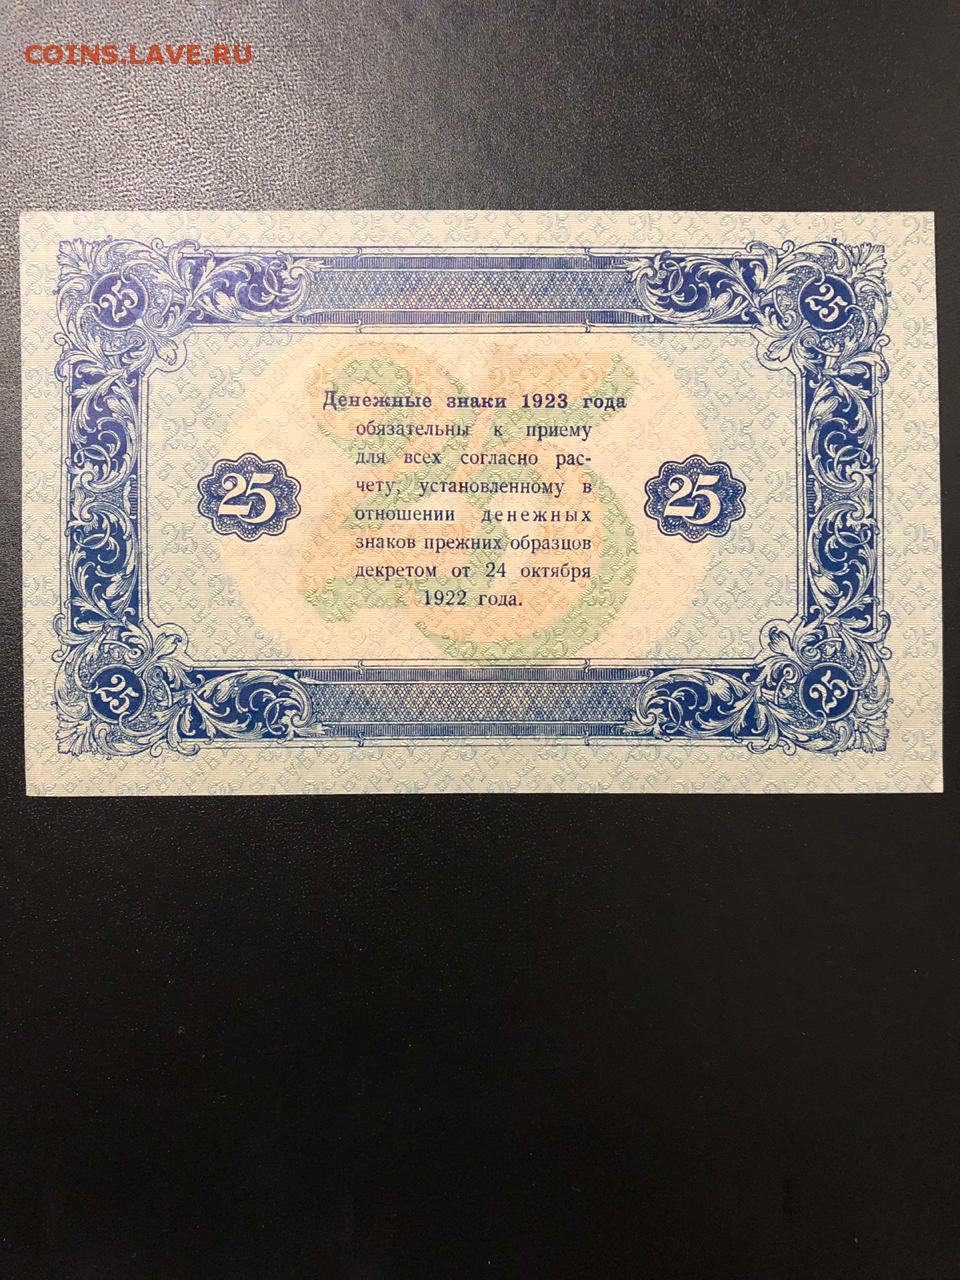 COINS.LAVE.RU
25
25
Денежные знаки 1923 года
обязательны к приему
для всех согласно рас-
чету, установленному в
отношении денежных
знаков прежних образцов
декретом от 24 октября
1922 года.
25
25
25
25
25